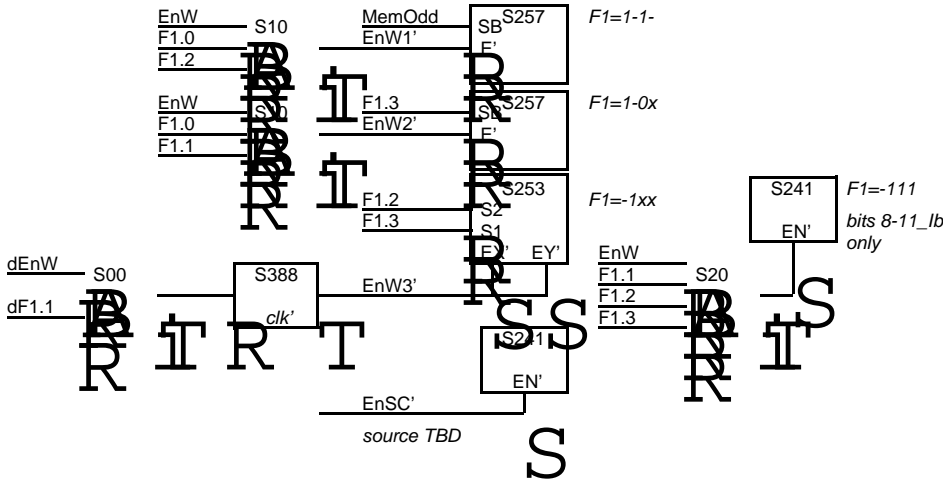 EnW
F1.0
F1.2
S10
MemOdd
EnW1'
SB
E'
S257
F1=1-1-
EnW
F1.0
F1.1
S10
F1.3
EnW2'
SB
E'
S257
F1=1-0x
F1.2
F1.3
S2
S1
EX'
EY'
S253
F1=-1xx
S241
EN'
F1=-111
bits 8-11_Ib
only
dEnW
dF1.1
S00
S388
clk'
EnW3'
EnW
F1.1
F1.2
F1.3
S20
S241
EN'
EnSC'
source TBD